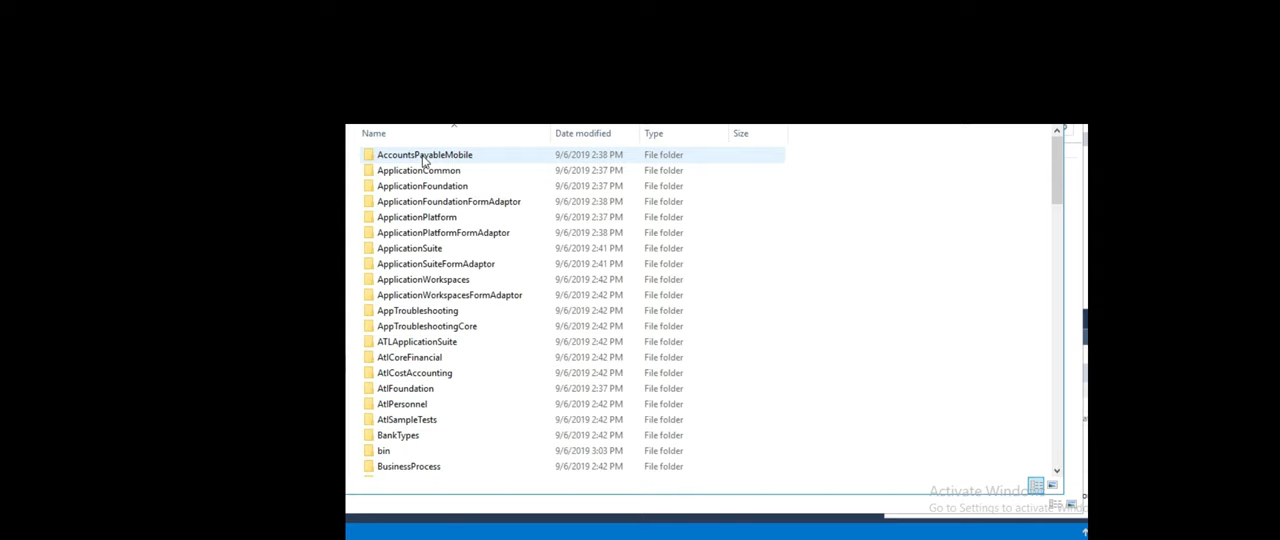 Name Date modified Type Size
AccountsPayableMobile 9/6/2019 2:38 PM File folder
ApplicationCommon 9/6/2019 2:37 PM File folder
ApplicationFoundation 9/6/2019 2:37 PM File folder
ApplicationFoundationFormAdaptor 9/6/2019 2:38 PM File folder
ApplicationPlatform 9/6/2019 2:37 PM File folder
ApplicationPlatformFormAdaptor 9/6/2019 2:38 PM File folder
ApplicationSuite 9/6/2019 2:41 PM File folder
ApplicationSuiteFormAdaptor 9/6/2019 2:41 PM File folder
ApplicationWorkspaces 9/6/2019 2:42 PM File folder
ApplicationWorkspacesFormAdaptor 9/6/2019 2:42 PM File folder
AppTroubleshooting 9/6/2019 2:42 PM File folder
AppTroubleshootingCore 9/6/2019 2:42 PM File folder
ATLApplicationSuite 9/6/2019 2:42 PM File folder
AtlCoreFinancial 9/6/2019 2:42 PM File folder
AtlCostAccounting 9/6/2019 2:42 PM File folder
AtlFoundation 9/6/2019 2:37 PM File folder
AtlPersonnel 9/6/2019 2:42 PM File folder
AtlSampleTests 9/6/2019 2:42 PM File folder
BankTypes 9/6/2019 2:42 PM File folder
bin 9/6/2019 3:03 PM File folder
BusinessProcess 9/6/2019 2:42 PM File folder
Activate Windows
Go to Settings to activate Windo